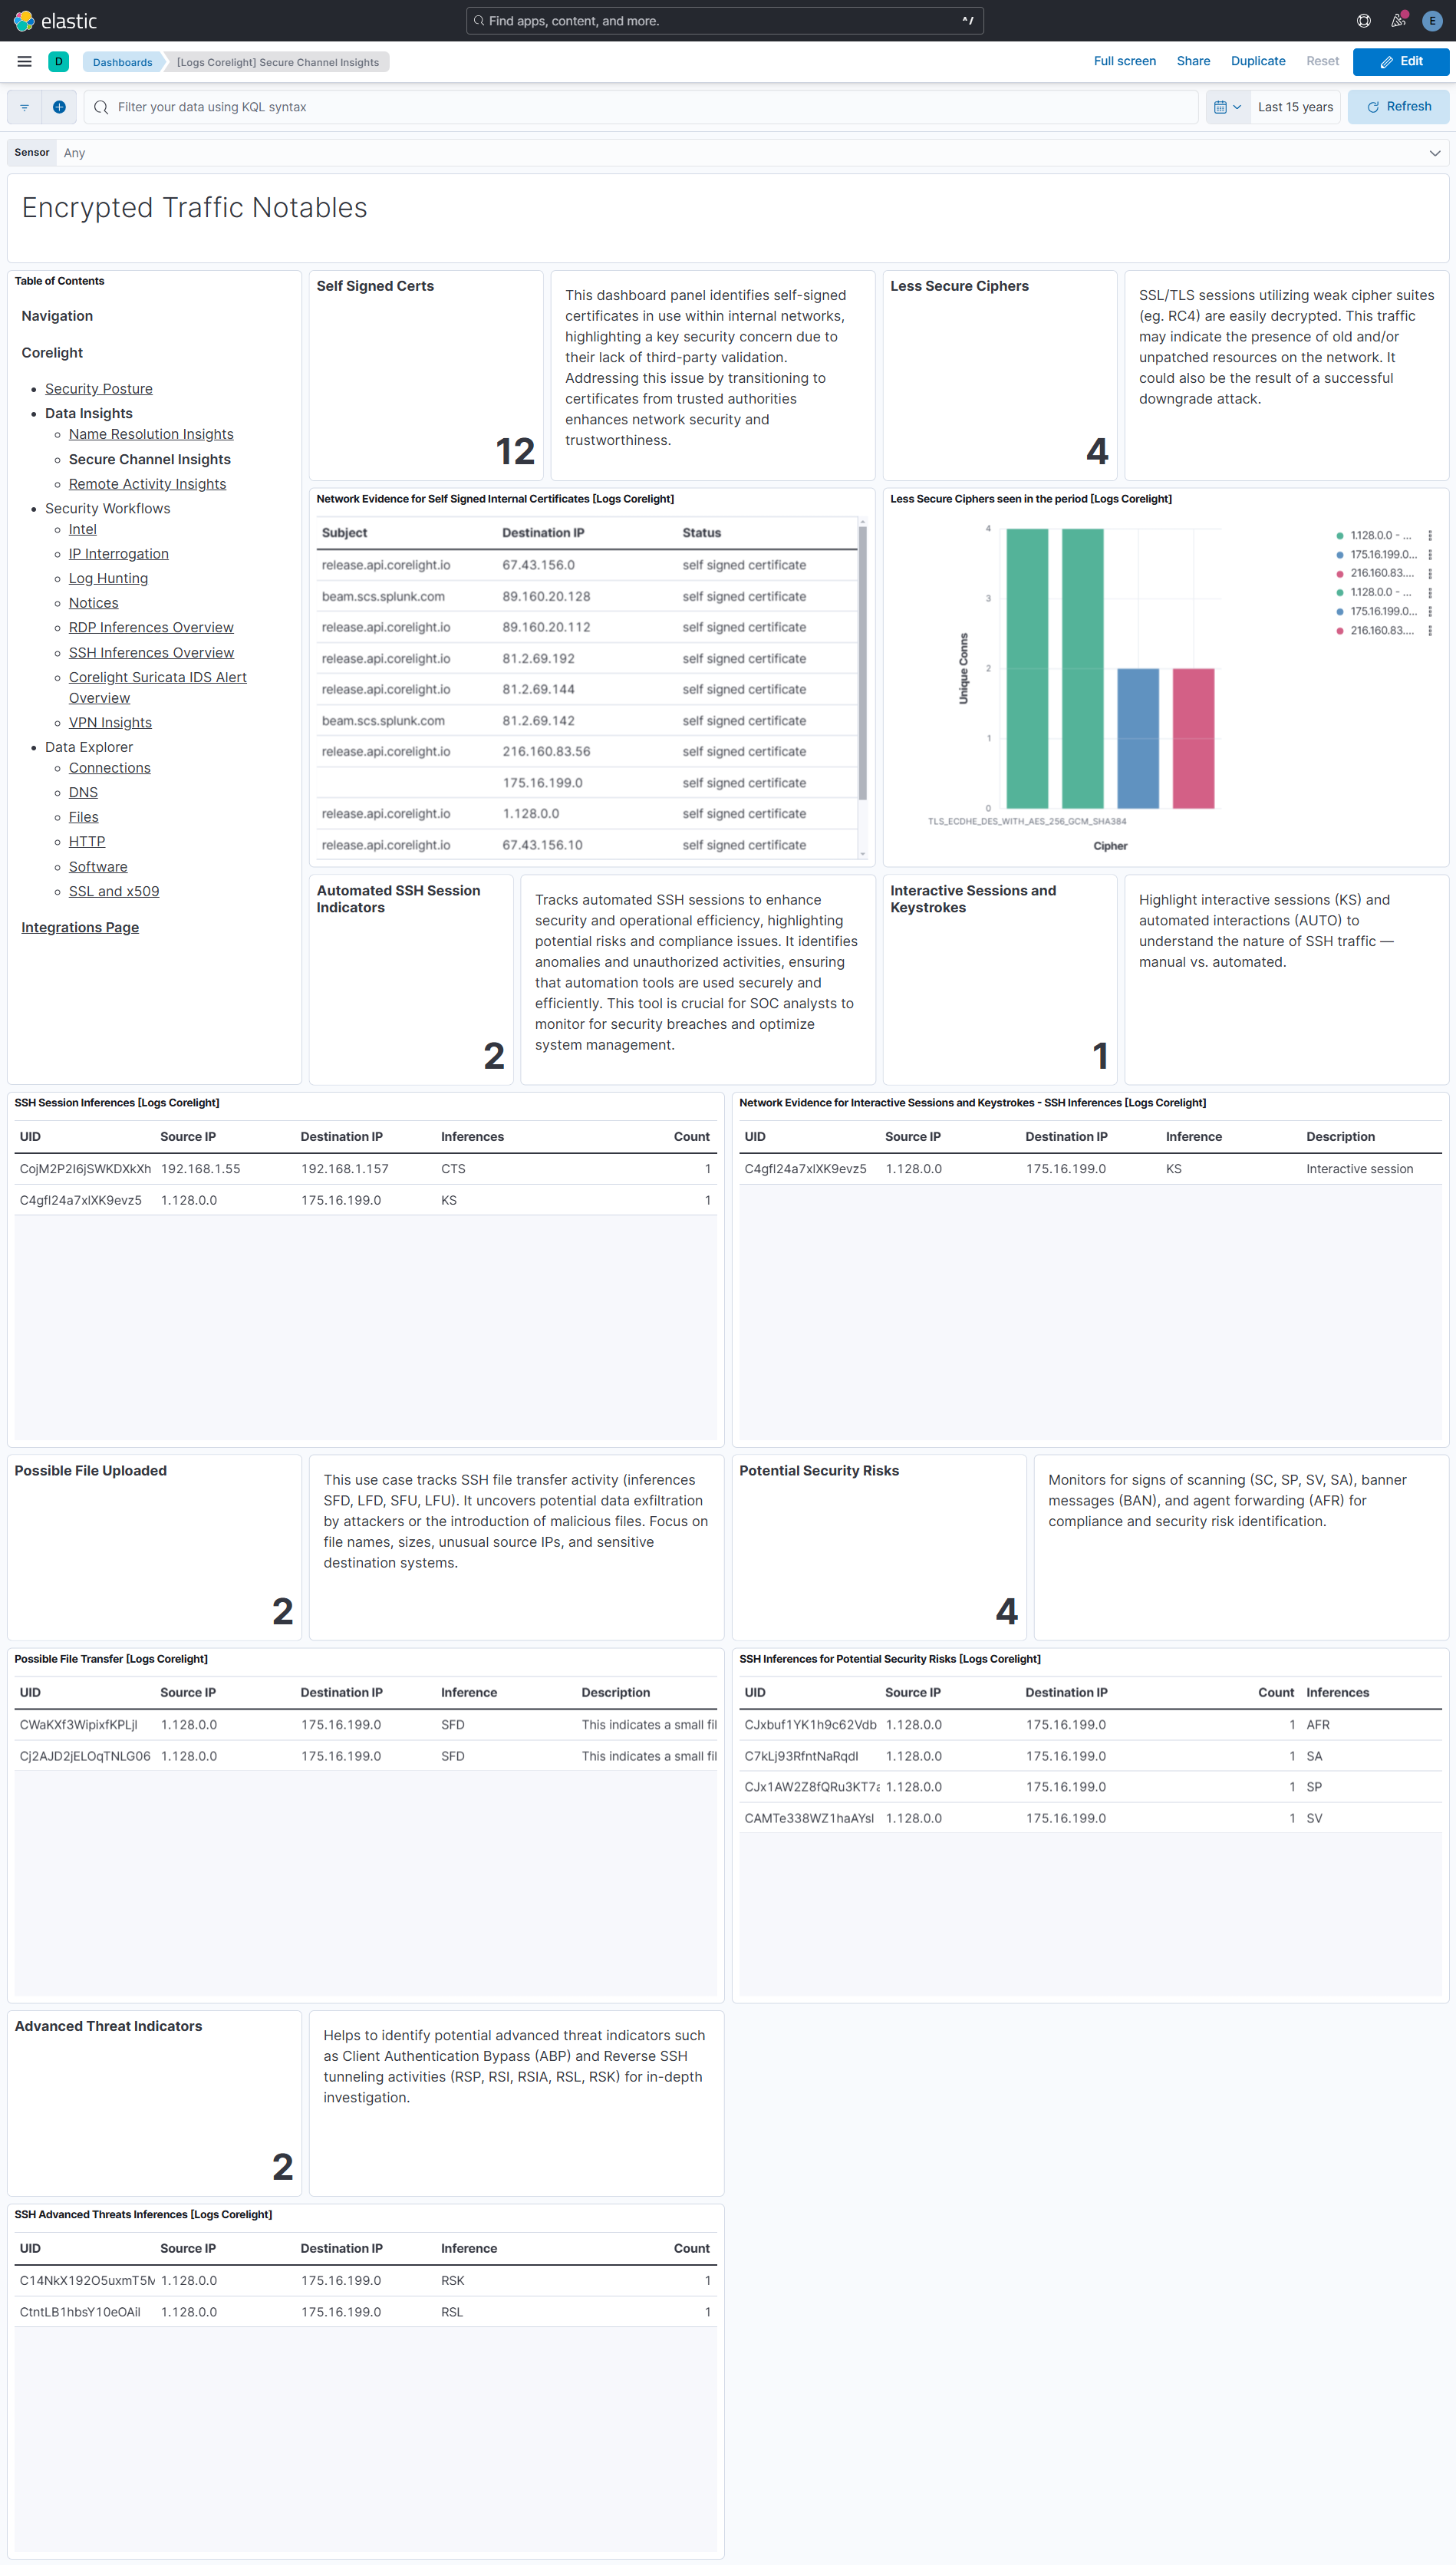 elastic
Find apps, content, and more.
^/
E
D
Dashboards
[Logs Corelight] Secure Channel Insights
Full screen
Share
Duplicate
Reset
Edit
Filter your data using KQL syntax
Last 15 years
Refresh
Sensor
Any
Encrypted Traffic Notables
Table of Contents
Navigation
Corelight
Security Posture
Data Insights
Name Resolution Insights
Secure Channel Insights
Remote Activity Insights
Security Workflows
Intel
IP Interrogation
Log Hunting
Notices
RDP Inferences Overview
SSH Inferences Overview
Corelight Suricata IDS Alert
Overview
VPN Insights
Data Explorer
Connections
DNS
Files
HTTP
Software
SSL and x509
Integrations Page
Self Signed Certs
12
This dashboard panel identifies self-signed
certificates in use within internal networks,
highlighting a key security concern due to
their lack of third-party validation.
Addressing this issue by transitioning to
certificates from trusted authorities
enhances network security and
trustworthiness.
Less Secure Ciphers
4
SSL/TLS sessions utilizing weak cipher suites
(eg. RC4) are easily decrypted. This traffic
may indicate the presence of old and/or
unpatched resources on the network. It
could also be the result of a successful
downgrade attack.
Network Evidence for Self Signed Internal Certificates [Logs Corelight]
Subject Destination IP Status
release.api.corelight.io 67.43.156.0 self signed certificate
beam.scs.splunk.com 89.160.20.128 self signed certificate
release.api.corelight.io 89.160.20.112 self signed certificate
release.api.corelight.io 81.2.69.192 self signed certificate
release.api.corelight.io 81.2.69.144 self signed certificate
beam.scs.splunk.com 81.2.69.142 self signed certificate
release.api.corelight.io 216.160.83.56 self signed certificate
175.16.199.0 self signed certificate
release.api.corelight.io 1.128.0.0 self signed certificate
release.api.corelight.io 67.43.156.10 self signed certificate
Less Secure Ciphers seen in the period [Logs Corelight]
4
3
2
1
0
Unique Conns
TLS_ECDHE_DES_WITH_AES_256_GCM_SHA384
Cipher
1.128.0.0 - ...
175.16.199.0...
216.160.83....
1.128.0.0 - ...
175.16.199.0...
216.160.83....
Automated SSH Session
Indicators
2
Tracks automated SSH sessions to enhance
security and operational efficiency, highlighting
potential risks and compliance issues. It identifies
anomalies and unauthorized activities, ensuring
that automation tools are used securely and
efficiently. This tool is crucial for SOC analysts to
monitor for security breaches and optimize
system management.
Interactive Sessions and
Keystrokes
1
Highlight interactive sessions (KS) and
automated interactions (AUTO) to
understand the nature of SSH traffic —
manual vs. automated.
SSH Session Inferences [Logs Corelight]
UID Source IP Destination IP Inferences Count
CojM2P2I6jSWKDXkXh 192.168.1.55 192.168.1.157 CTS 1
C4gfl24a7xlXK9evz5 1.128.0.0 175.16.199.0 KS 1
Network Evidence for Interactive Sessions and Keystrokes - SSH Inferences [Logs Corelight]
UID Source IP Destination IP Inference Description
C4gfl24a7xlXK9evz5 1.128.0.0 175.16.199.0 KS Interactive session
Possible File Uploaded
2
This use case tracks SSH file transfer activity (inferences
SFD, LFD, SFU, LFU). It uncovers potential data exfiltration
by attackers or the introduction of malicious files. Focus on
file names, sizes, unusual source IPs, and sensitive
destination systems.
Potential Security Risks
4
Monitors for signs of scanning (SC, SP, SV, SA), banner
messages (BAN), and agent forwarding (AFR) for
compliance and security risk identification.
Possible File Transfer [Logs Corelight]
UID Source IP Destination IP Inference Description
CWaKXf3WipixfKPLjl 1.128.0.0 175.16.199.0 SFD This indicates a small fil
Cj2AJD2jELOqTNLG06 1.128.0.0 175.16.199.0 SFD This indicates a small fil
SSH Inferences for Potential Security Risks [Logs Corelight]
UID Source IP Destination IP Count Inferences
CJxbuf1YK1h9c62Vdb 1.128.0.0 175.16.199.0 1 AFR
C7kLj93RfntNaRqdI 1.128.0.0 175.16.199.0 1 SA
CJx1AW2Z8fQRu3KT7 1.128.0.0 175.16.199.0 1 SP
CAMTe338WZ1haAYsl 1.128.0.0 175.16.199.0 1 SV
Advanced Threat Indicators
2
Helps to identify potential advanced threat indicators such
as Client Authentication Bypass (ABP) and Reverse SSH
tunneling activities (RSP, RSI, RSIA, RSL, RSK) for in-depth
investigation.
SSH Advanced Threats Inferences [Logs Corelight]
UID Source IP Destination IP Inference Count
C14NkX192O5uxmT5M 1.128.0.0 175.16.199.0 RSK 1
CtntLB1hbsY10eOAil 1.128.0.0 175.16.199.0 RSL 1